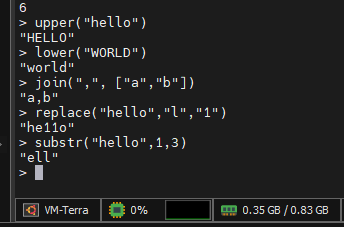 6
> upper("hello")
"HELLO"
> lower("WORLD")
"world"
> join(",", ["a","b"])
"a,b"
> replace("hello","l","1")
"he11o"
> substr("hello",1,3)
"ell"
>
VM-Terra 0% 0.35 GB / 0.83 GB